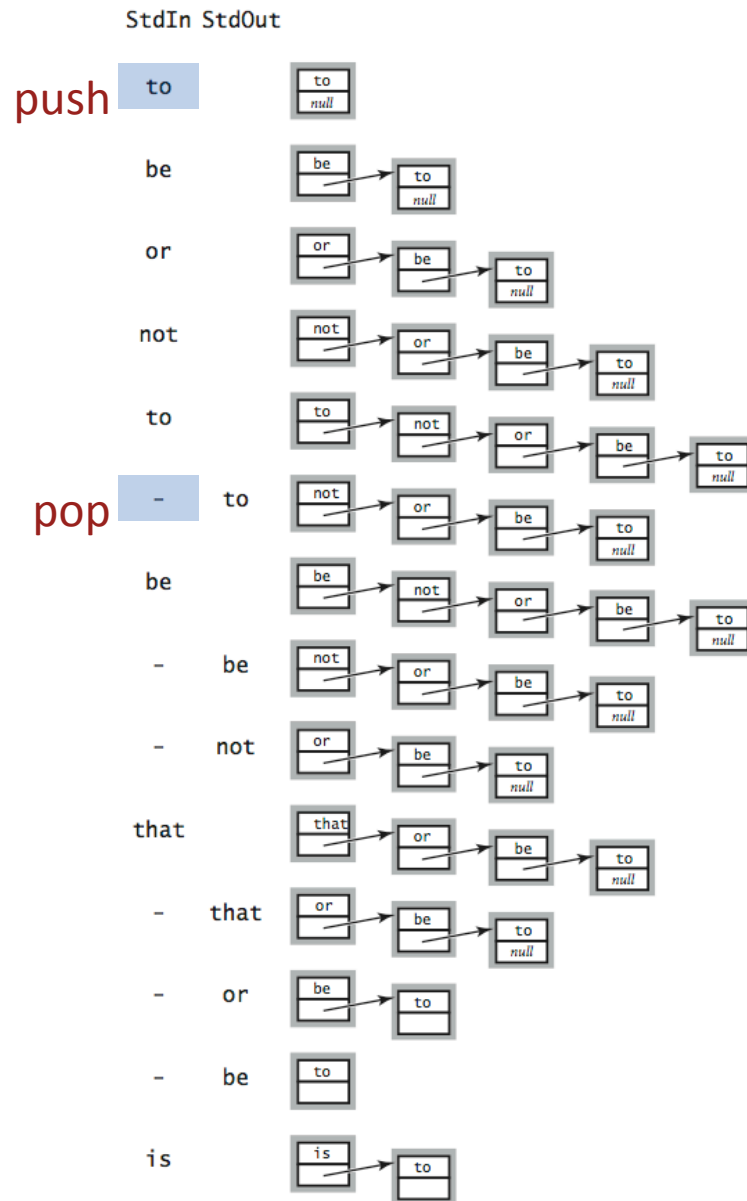 StdIn StdOut
push to to
null
be be to
null
or or be to
null
not not or be to
null
to to not or be to
null
pop - to not or be to
null
be be not or be to
null
- be not or be to
null
- not or be to
null
that that or be to
null
- that or be to
null
- or be to
- be to
is is to